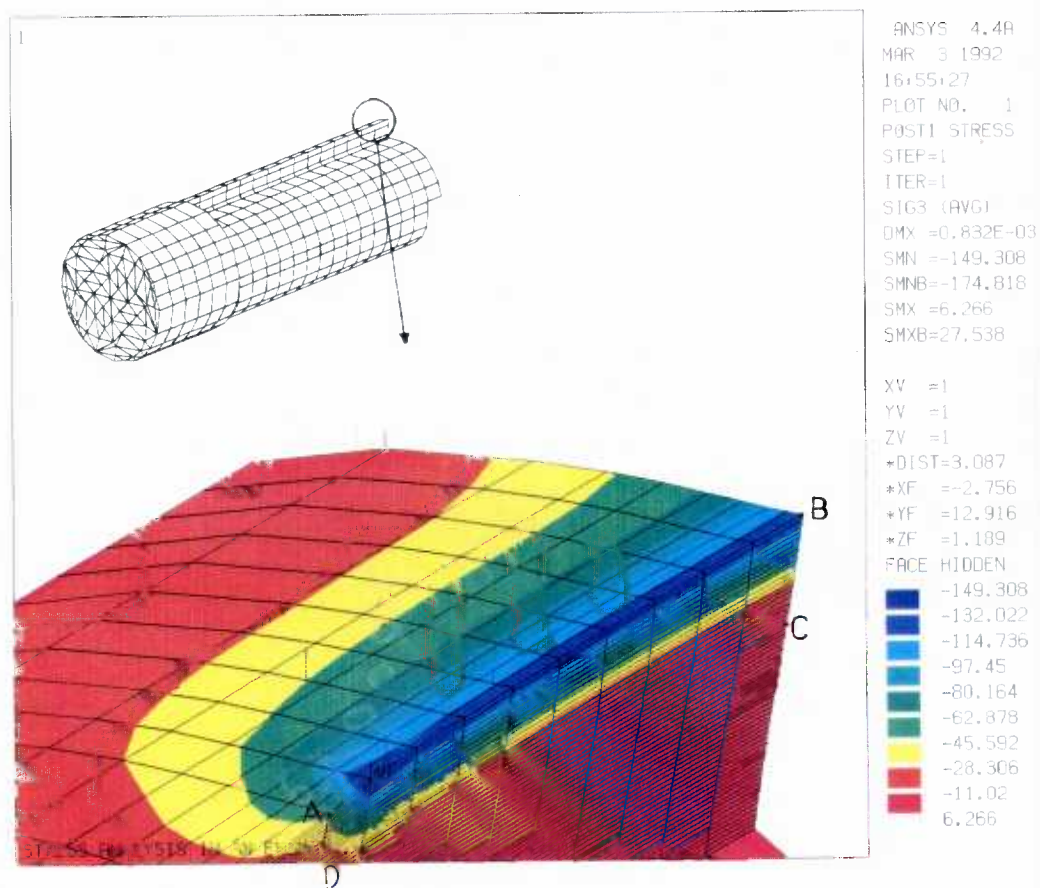 1
ANSYS 4.4A
MAR 3 1992
16:55:27
PLOT NO. 1
POST1 STRESS
STEP=1
ITER=1
SIG3 (AVG)
DMX =0.832E-03
SMN =-149.308
SMNB=-174.818
SMX =6.266
SMXB=27.538
XV =1
YV =1
ZV =1
*DIST=3.087
*XF =-2.756
*YF =12.916
*ZF =1.189
FACE HIDDEN
-149.308
-132.022
-114.736
-97.45
-80.164
-62.878
-45.592
-28.306
-11.02
6.266
B
C
A
D